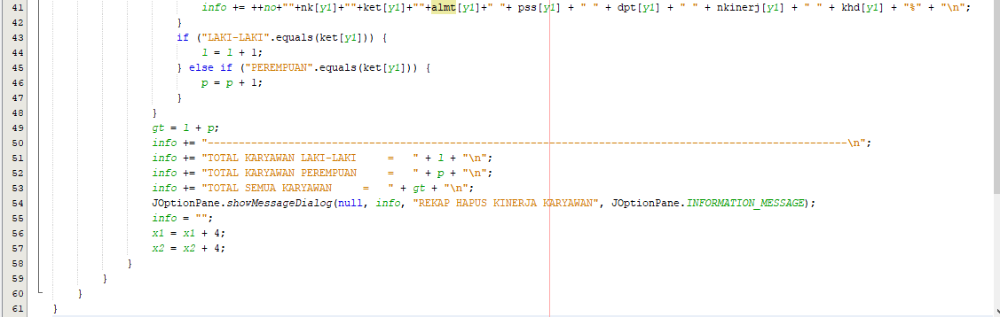 41 info += ++no+""+nk[y1]+""+ket[y1]+""+almt[y1]+" "+ pss[y1] + " " + dpt[y1] + " " + nkinerj[y1] + " " + khd[y1] + "%" + "\n";
42 }
43 if ("LAKI-LAKI".equals(ket[y1])) {
44 l = l + 1;
45 } else if ("PEREMPUAN".equals(ket[y1])) {
46 p = p + 1;
47 }
48 }
49 gt = l + p;
50 info += "--------------------------------------------------------------------------------------------------------\n";
51 info += "TOTAL KARYAWAN LAKI-LAKI     =   " + l + "\n";
52 info += "TOTAL KARYAWAN PEREMPUAN     =   " + p + "\n";
53 info += "TOTAL SEMUA KARYAWAN     =   " + gt + "\n";
54 JOptionPane.showMessageDialog(null, info, "REKAP HAPUS KINERJA KARYAWAN", JOptionPane.INFORMATION_MESSAGE);
55 info = "";
56 x1 = x1 + 4;
57 x2 = x2 + 4;
58 }
59 }
60 }
61 }